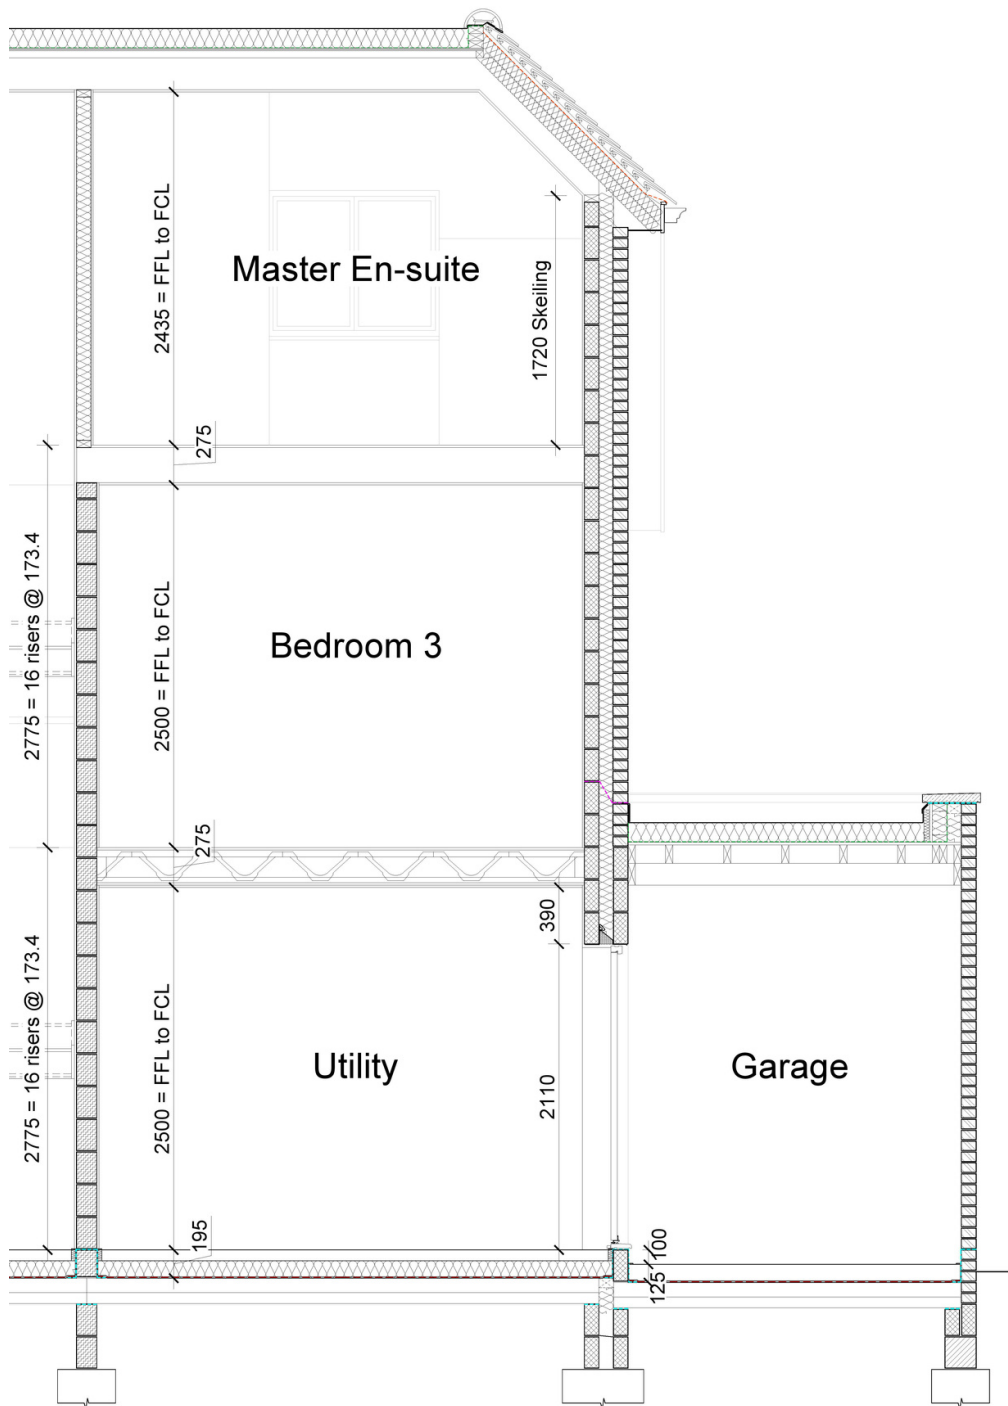 2435 = FFL to FCL
Master En-suite
1720 Skeiling
275
2775 = 16 risers @ 173.4
2500 = FFL to FCL
Bedroom 3
275
390
2775 = 16 risers @ 173.4
2500 = FFL to FCL
Utility
2110
Garage
195
100
125